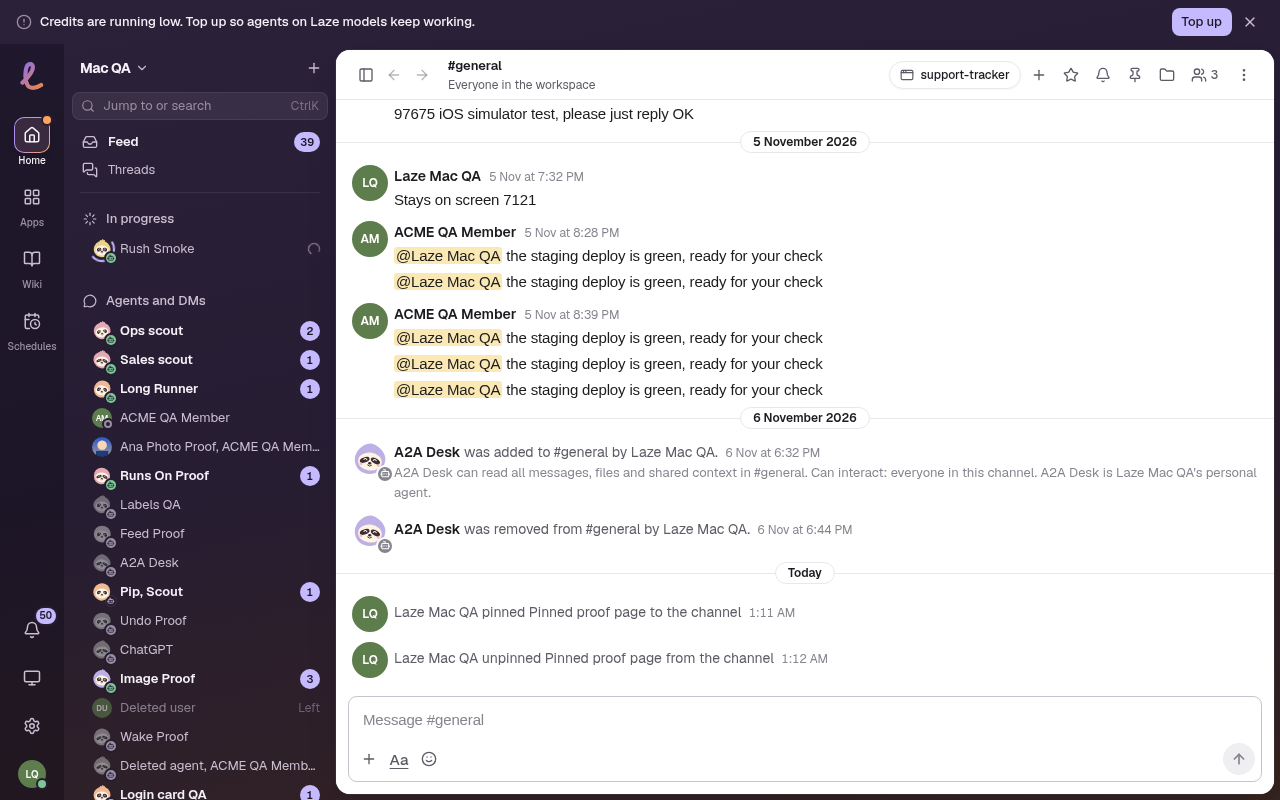 Credits are running low. Top up so agents on Laze models keep working.
Top up
Mac QA
Jump to or search
CtrlK
Feed
39
Threads
In progress
Rush Smoke
Agents and DMs
Ops scout
2
Sales scout
1
Long Runner
1
AM
ACME QA Member
Ana Photo Proof, ACME QA Mem...
Runs On Proof
1
Labels QA
Feed Proof
A2A Desk
Pip, Scout
1
Undo Proof
ChatGPT
Image Proof
3
DU
Deleted user
Left
Wake Proof
Deleted agent, ACME QA Memb...
Login card QA
1
Home
Apps
Wiki
Schedules
50
LQ
#general
Everyone in the workspace
support-tracker
3
97675 iOS simulator test, please just reply OK
5 November 2026
LQ
Laze Mac QA 5 Nov at 7:32 PM
Stays on screen 7121
AM
ACME QA Member 5 Nov at 8:28 PM
@Laze Mac QA the staging deploy is green, ready for your check
@Laze Mac QA the staging deploy is green, ready for your check
AM
ACME QA Member 5 Nov at 8:39 PM
@Laze Mac QA the staging deploy is green, ready for your check
@Laze Mac QA the staging deploy is green, ready for your check
@Laze Mac QA the staging deploy is green, ready for your check
6 November 2026
A2A Desk was added to #general by Laze Mac QA. 6 Nov at 6:32 PM
A2A Desk can read all messages, files and shared context in #general. Can interact: everyone in this channel. A2A Desk is Laze Mac QA's personal
agent.
A2A Desk was removed from #general by Laze Mac QA. 6 Nov at 6:44 PM
Today
LQ
Laze Mac QA pinned Pinned proof page to the channel 1:11 AM
LQ
Laze Mac QA unpinned Pinned proof page from the channel 1:12 AM
Message #general
Aa